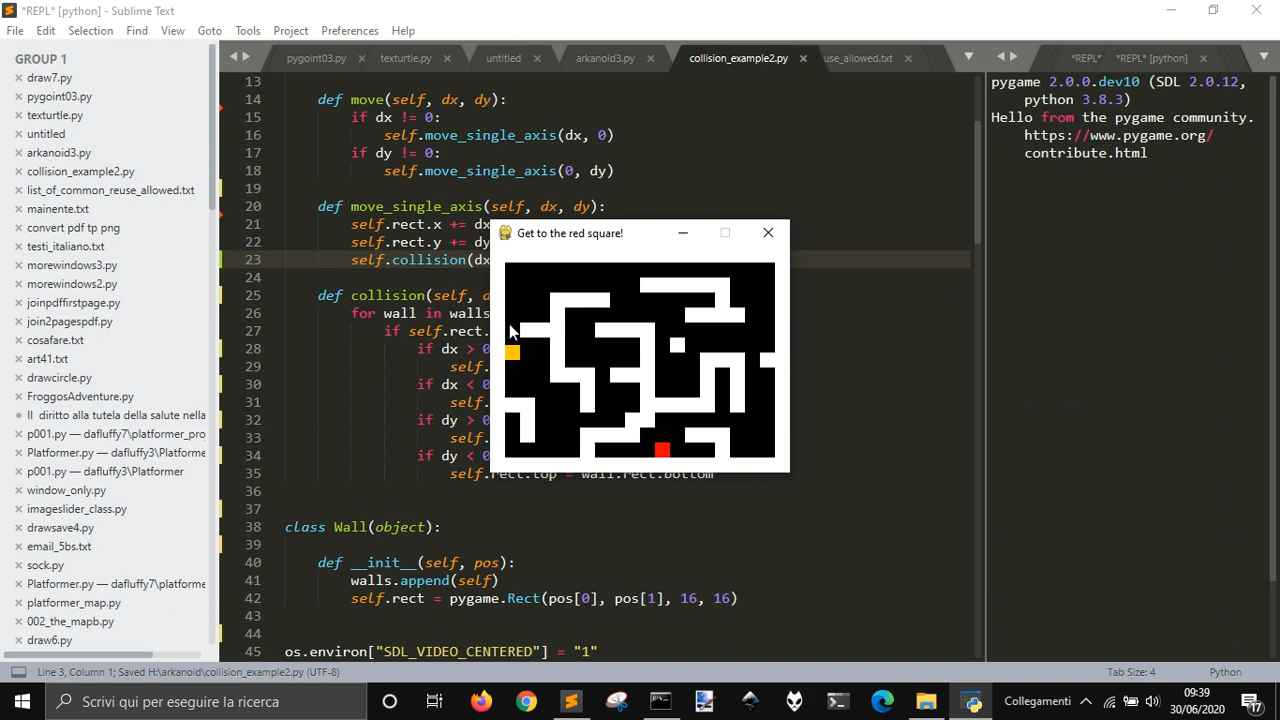 *REPL* [python] - Sublime Text
File Edit Selection Find View Goto Tools Project Preferences Help
GROUP 1
draw7.py
pygoint03.py
texturtle.py
untitled
arkanoid3.py
collision_example2.py
list_of_common_reuse_allowed.txt
mainente.txt
convert pdf tp png
testi_italiano.txt
morewindows3.py
morewindows2.py
joinpdffirstpage.py
join2pagespdf.py
cosafare.txt
art41.txt
drawcircle.py
FroggosAdventure.py
Il diritto alla tutela della salute nella
p001.py — dafluffy7\platformer_pro
Platformer.py — dafluffy3\Platforme
p001.py — dafluffy3\Platformer
window_only.py
imageslider_class.py
drawsave4.py
email_5bs.txt
sock.py
Platformer.py — dafluffy7\platforme
platformer_map.py
002_the_mapb.py
draw6.py
pygoint03.py texturtle.py untitled arkanoid3.py collision_example2.py use_allowed.txt
13
14 def move(self, dx, dy):
15 if dx != 0:
16 self.move_single_axis(dx, 0)
17 if dy != 0:
18 self.move_single_axis(0, dy)
19
20 def move_single_axis(self, dx, dy):
21 self.rect.x += dx
22 self.rect.y += dy
23 self.collision(dx
24
25 def collision(self, d
26 for wall in walls
27 if self.rect.
28 if dx > 0
29 self.
30 if dx < 0
31 self.
32 if dy > 0
33 self.
34 if dy < 0
35 self.rect.top = wall.rect.bottom
36
37
38 class Wall(object):
39
40 def __init__(self, pos):
41 walls.append(self)
42 self.rect = pygame.Rect(pos[0], pos[1], 16, 16)
43
44
45 os.environ["SDL_VIDEO_CENTERED"] = "1"
Get to the red square!
*REPL* *REPL* [python]
pygame 2.0.0.dev10 (SDL 2.0.12,
python 3.8.3)
Hello from the pygame community.
https://www.pygame.org/
contribute.html
Line 3, Column 1; Saved H:\arkanoid\collision_example2.py (UTF-8) Tab Size: 4 Python
Scrivi qui per eseguire la ricerca
Collegamenti
09:39
30/06/2020
17